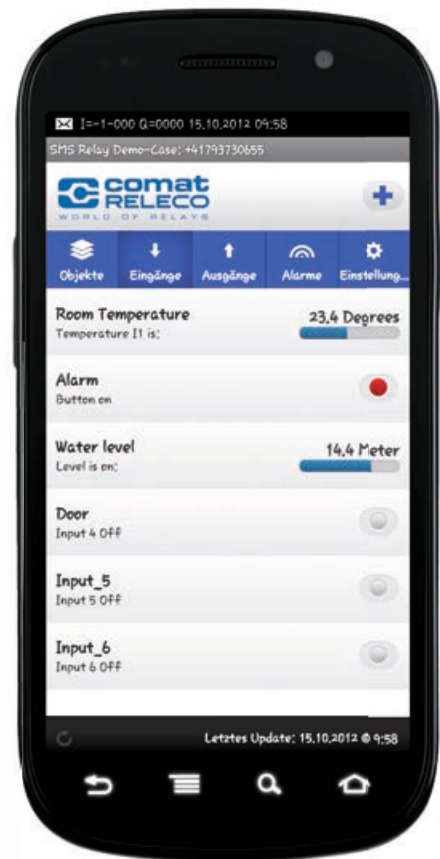 I=-1-000 Q=0000 15.10.2012 09:58
SMS Relay Demo-Case: +41793730655
comat
RELECO
WORLD OF RELAYS
Objekte Eingänge Ausgänge Alarme Einstellung...
Room Temperature 23,4 Degrees
Temperature I1 is:
Alarm
Button on
Water level 14,4 Meter
Level is on:
Door
Input 4 Off
Input_5
Input 5 Off
Input_6
Input 6 Off
Letztes Update: 15.10.2012 @ 9:58